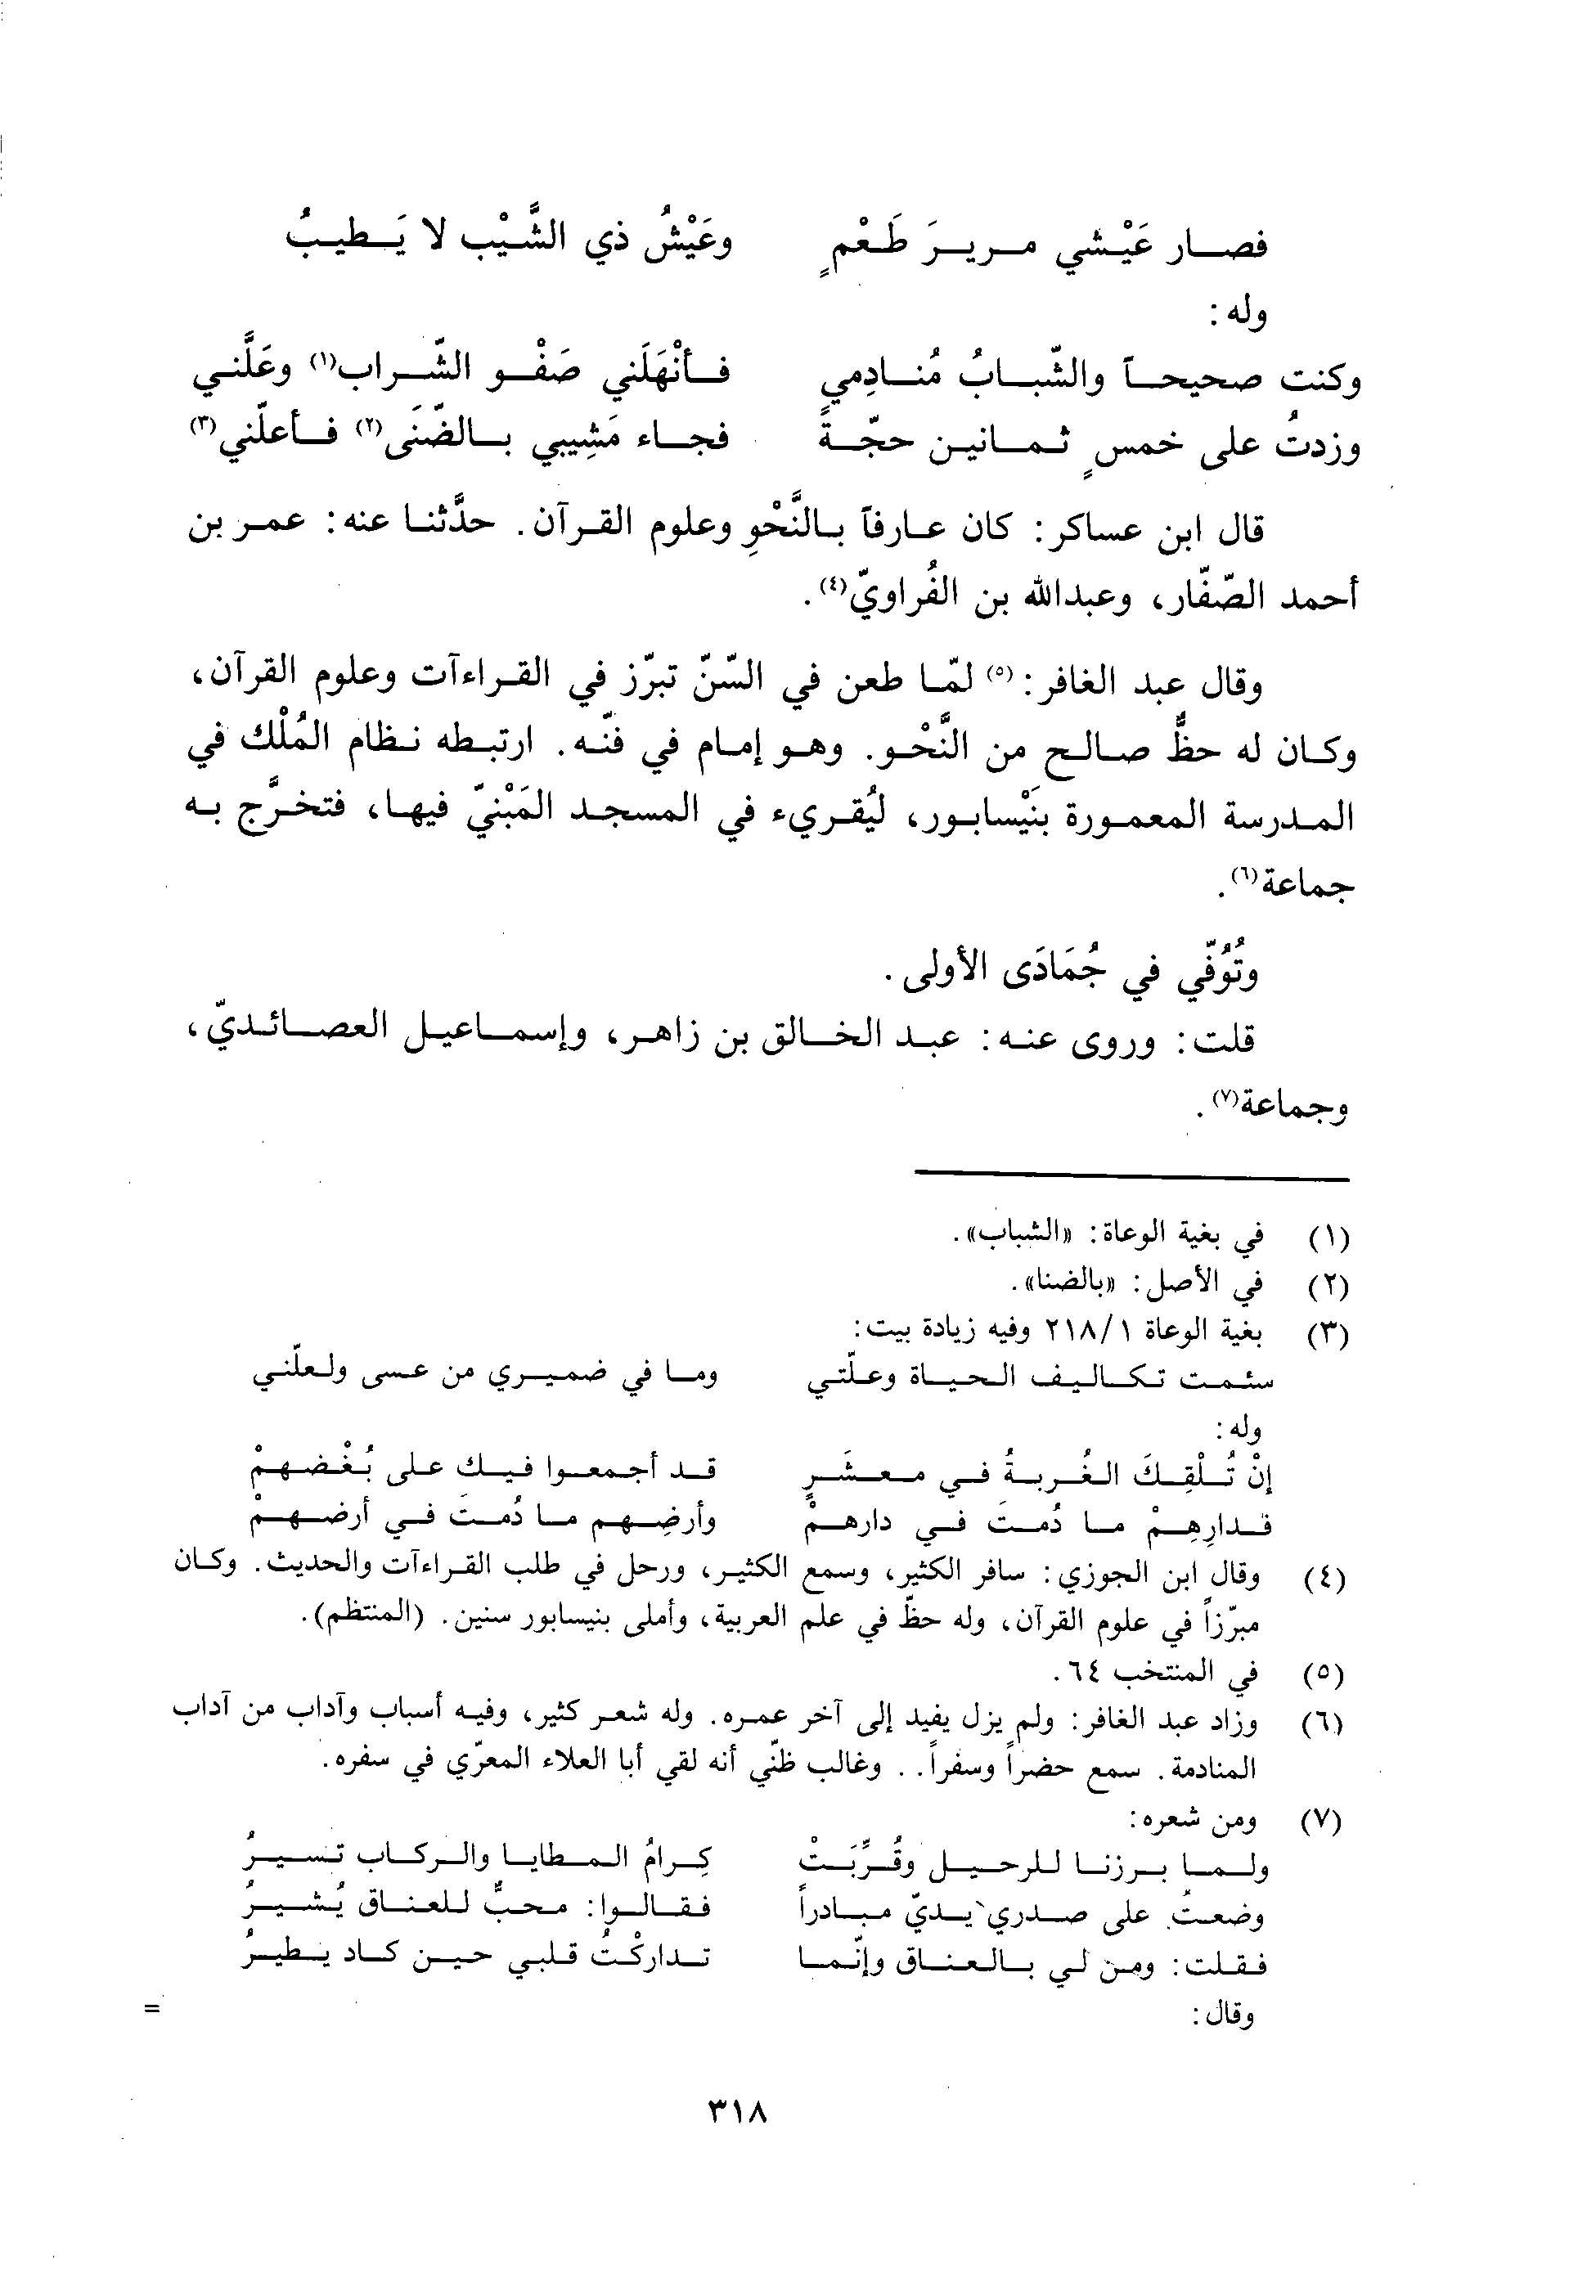 فصار عَيْشي مريرَ طَعْمٍ وعَيْشُ ذي الشَّيْب لا يَطيبُ
وله:
وكنت صحيحاً والشّبابُ مُنادِمي فأنْهَلَني صَفْو الشّراب(١) وعَلَّني
وزدتُ على خمسٍ ثمانين حجّةً فجاء مَشِيبي بالضّنَى(٢) فأعلّني(٣)
قال ابن عساكر: كان عارفاً بالنَّحْوِ وعلوم القرآن. حدَّثنا عنه: عمر بن
أحمد الصّفّار، وعبدالله بن الفُراويّ(٤).
وقال عبد الغافر:(٥) لمّا طعن في السّنّ تبرّز في القراءآت وعلوم القرآن،
وكان له حظٌّ صالح من النَّحْو. وهو إمام في فنّه. ارتبطه نظام المُلْك في
المدرسة المعمورة بنَيْسابور، ليُقريء في المسجد المَبْنيّ فيها، فتخرَّج به
جماعة(٦).
وتُوُفّي في جُمَادَى الأولى.
قلت: وروى عنه: عبد الخالق بن زاهر، وإسماعيل العصائديّ،
وجماعة(٧).
(١) في بغية الوعاة: «الشباب».
(٢) في الأصل: «بالضنا».
(٣) بغية الوعاة ٢١٨/١ وفيه زيادة بيت:
سئمت تكاليف الحياة وعلّتي وما في ضميري من عسى ولعلّني
وله:
إنْ تُلْقِكَ الغُربةُ في معشَرٍ قد أجمعوا فيك على بُغْضهمْ
فدارِهِمْ ما دُمتَ في دارهمْ وأرضِهم ما دُمتَ في أرضهمْ
(٤) وقال ابن الجوزي: سافر الكثير، وسمع الكثير، ورحل في طلب القراءآت والحديث. وكان
مبرّزاً في علوم القرآن، وله حظّ في علم العربية، وأملى بنيسابور سنين. (المنتظم).
(٥) في المنتخب ٦٤.
(٦) وزاد عبد الغافر: ولم يزل يفيد إلى آخر عمره. وله شعر كثير، وفيه أسباب وآداب من آداب
المنادمة. سمع حضراً وسفراً.. وغالب ظنّي أنه لقي أبا العلاء المعرّي في سفره.
(٧) ومن شعره:
ولما برزنا للرحيل وقُرِّبَتْ كِرامُ المطايا والركاب تسيرُ
وضعتُ على صدري يديّ مبادراً فقالوا: محبٌّ للعناق يُشيرُ
فقلت: ومن لي بالعناق وإنّما تداركْتُ قلبي حين كاد يطيرُ
وقال:
=
٣١٨